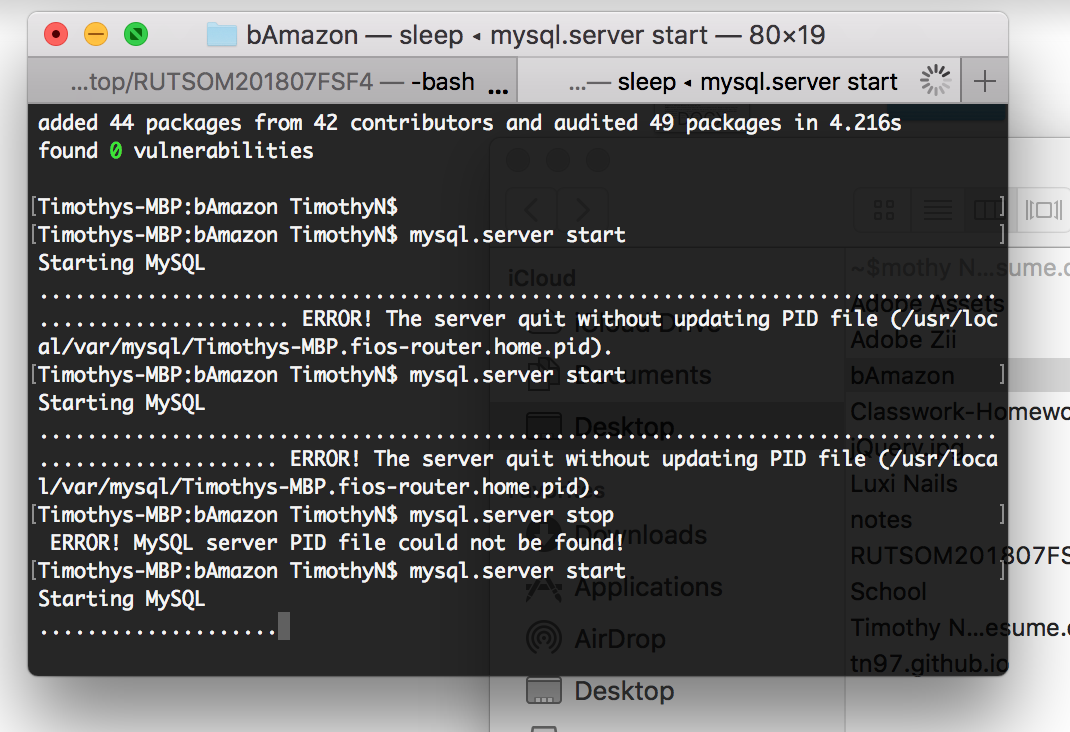 bAmazon — sleep ◂ mysql.server start — 80×19
...top/RUTSOM201807FSF4 — -bash ...
...— sleep ◂ mysql.server start
added 44 packages from 42 contributors and audited 49 packages in 4.216s
found 0 vulnerabilities
[Timothys-MBP:bAmazon TimothyN$ ]
[Timothys-MBP:bAmazon TimothyN$ mysql.server start ]
Starting MySQL
................................................................................
..................... ERROR! The server quit without updating PID file (/usr/loc
al/var/mysql/Timothys-MBP.fios-router.home.pid).
[Timothys-MBP:bAmazon TimothyN$ mysql.server start ]
Starting MySQL
................................................................................
.................... ERROR! The server quit without updating PID file (/usr/loca
l/var/mysql/Timothys-MBP.fios-router.home.pid).
[Timothys-MBP:bAmazon TimothyN$ mysql.server stop ]
ERROR! MySQL server PID file could not be found!
[Timothys-MBP:bAmazon TimothyN$ mysql.server start ]
Starting MySQL
....................
iCloud
iCloud Drive
Documents
Desktop
Favorites
Downloads
Applications
AirDrop
Desktop
~$mothy N...sume.d
Adobe Assets
Adobe Zii
bAmazon
Classwork-Homewo
jQuery.jpg
Luxi Nails
notes
RUTSOM201807FS
School
Timothy N...esume.d
tn97.github.io